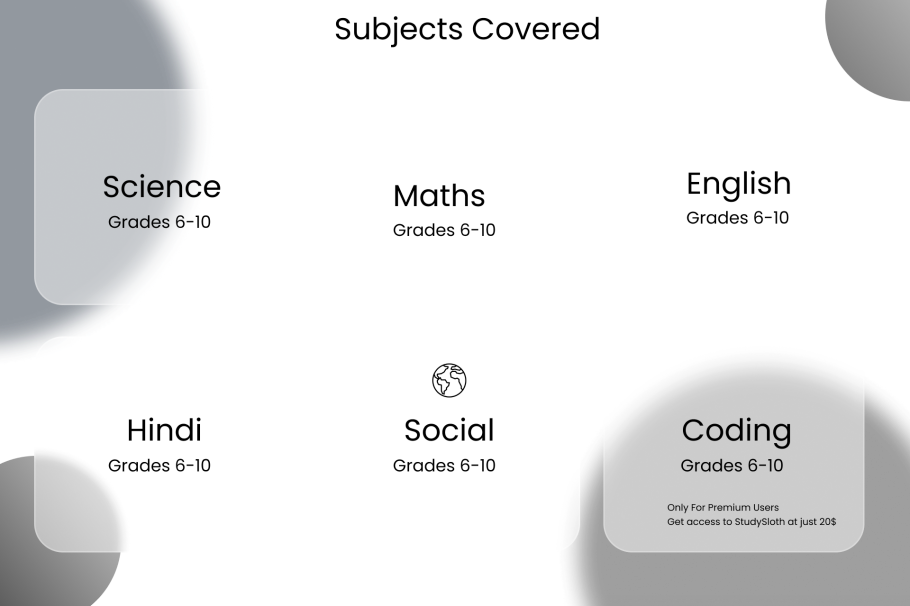 Subjects Covered
Science
Grades 6-10
Maths
Grades 6-10
English
Grades 6-10
Hindi
Grades 6-10
Social
Grades 6-10
Coding
Grades 6-10
Only For Premium Users
Get access to StudySloth at just 20$